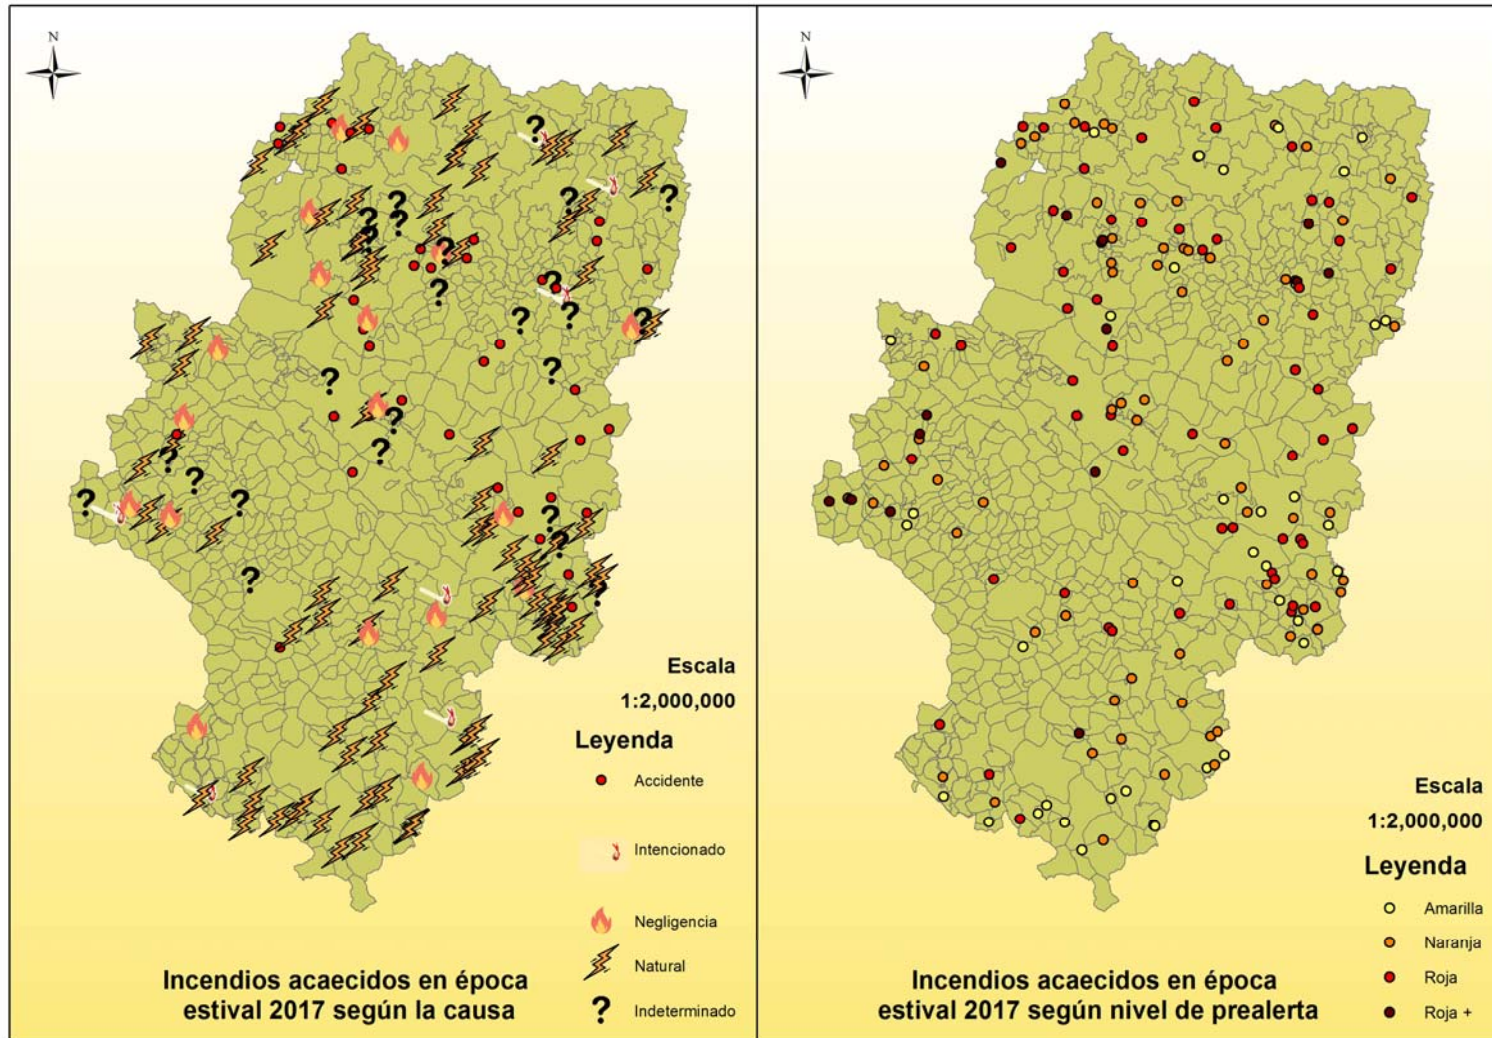 N
Escala
1:2,000,000
Leyenda
Accidente
Intencionado
Negligencia
Natural
Indeterminado
Incendios acaecidos en época
estival 2017 según la causa
N
Escala
1:2,000,000
Leyenda
Amarilla
Naranja
Roja
Roja +
Incendios acaecidos en época
estival 2017 según nivel de prealerta